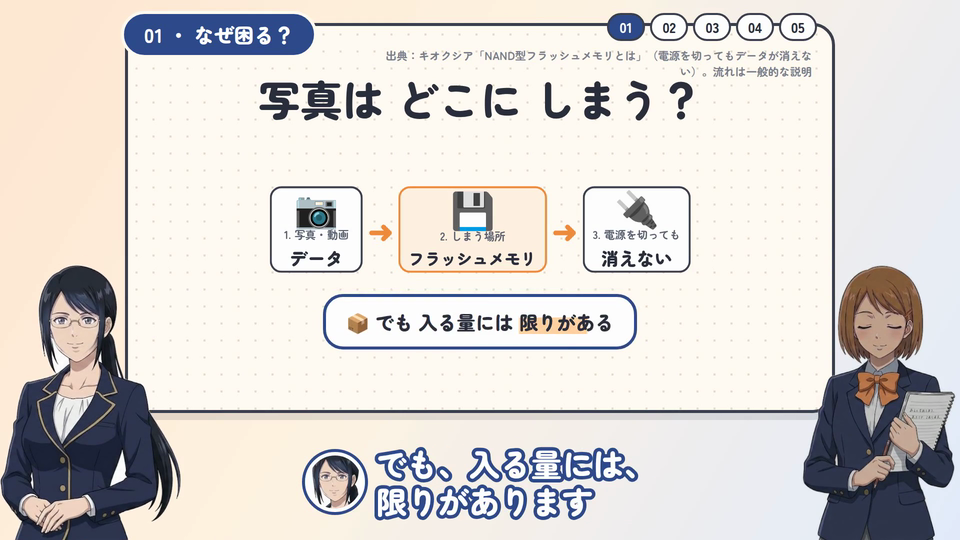 01 ・ なぜ困る？
01 02 03 04 05
出典：キオクシア「NAND型フラッシュメモリとは」（電源を切ってもデータが消えな
い）。流れは一般的な説明
写真は どこに しまう？
1. 写真・動画
データ
2. しまう場所
フラッシュメモリ
3. 電源を切っても
消えない
でも 入る量には 限りがある
でも、入る量には、
限りがあります